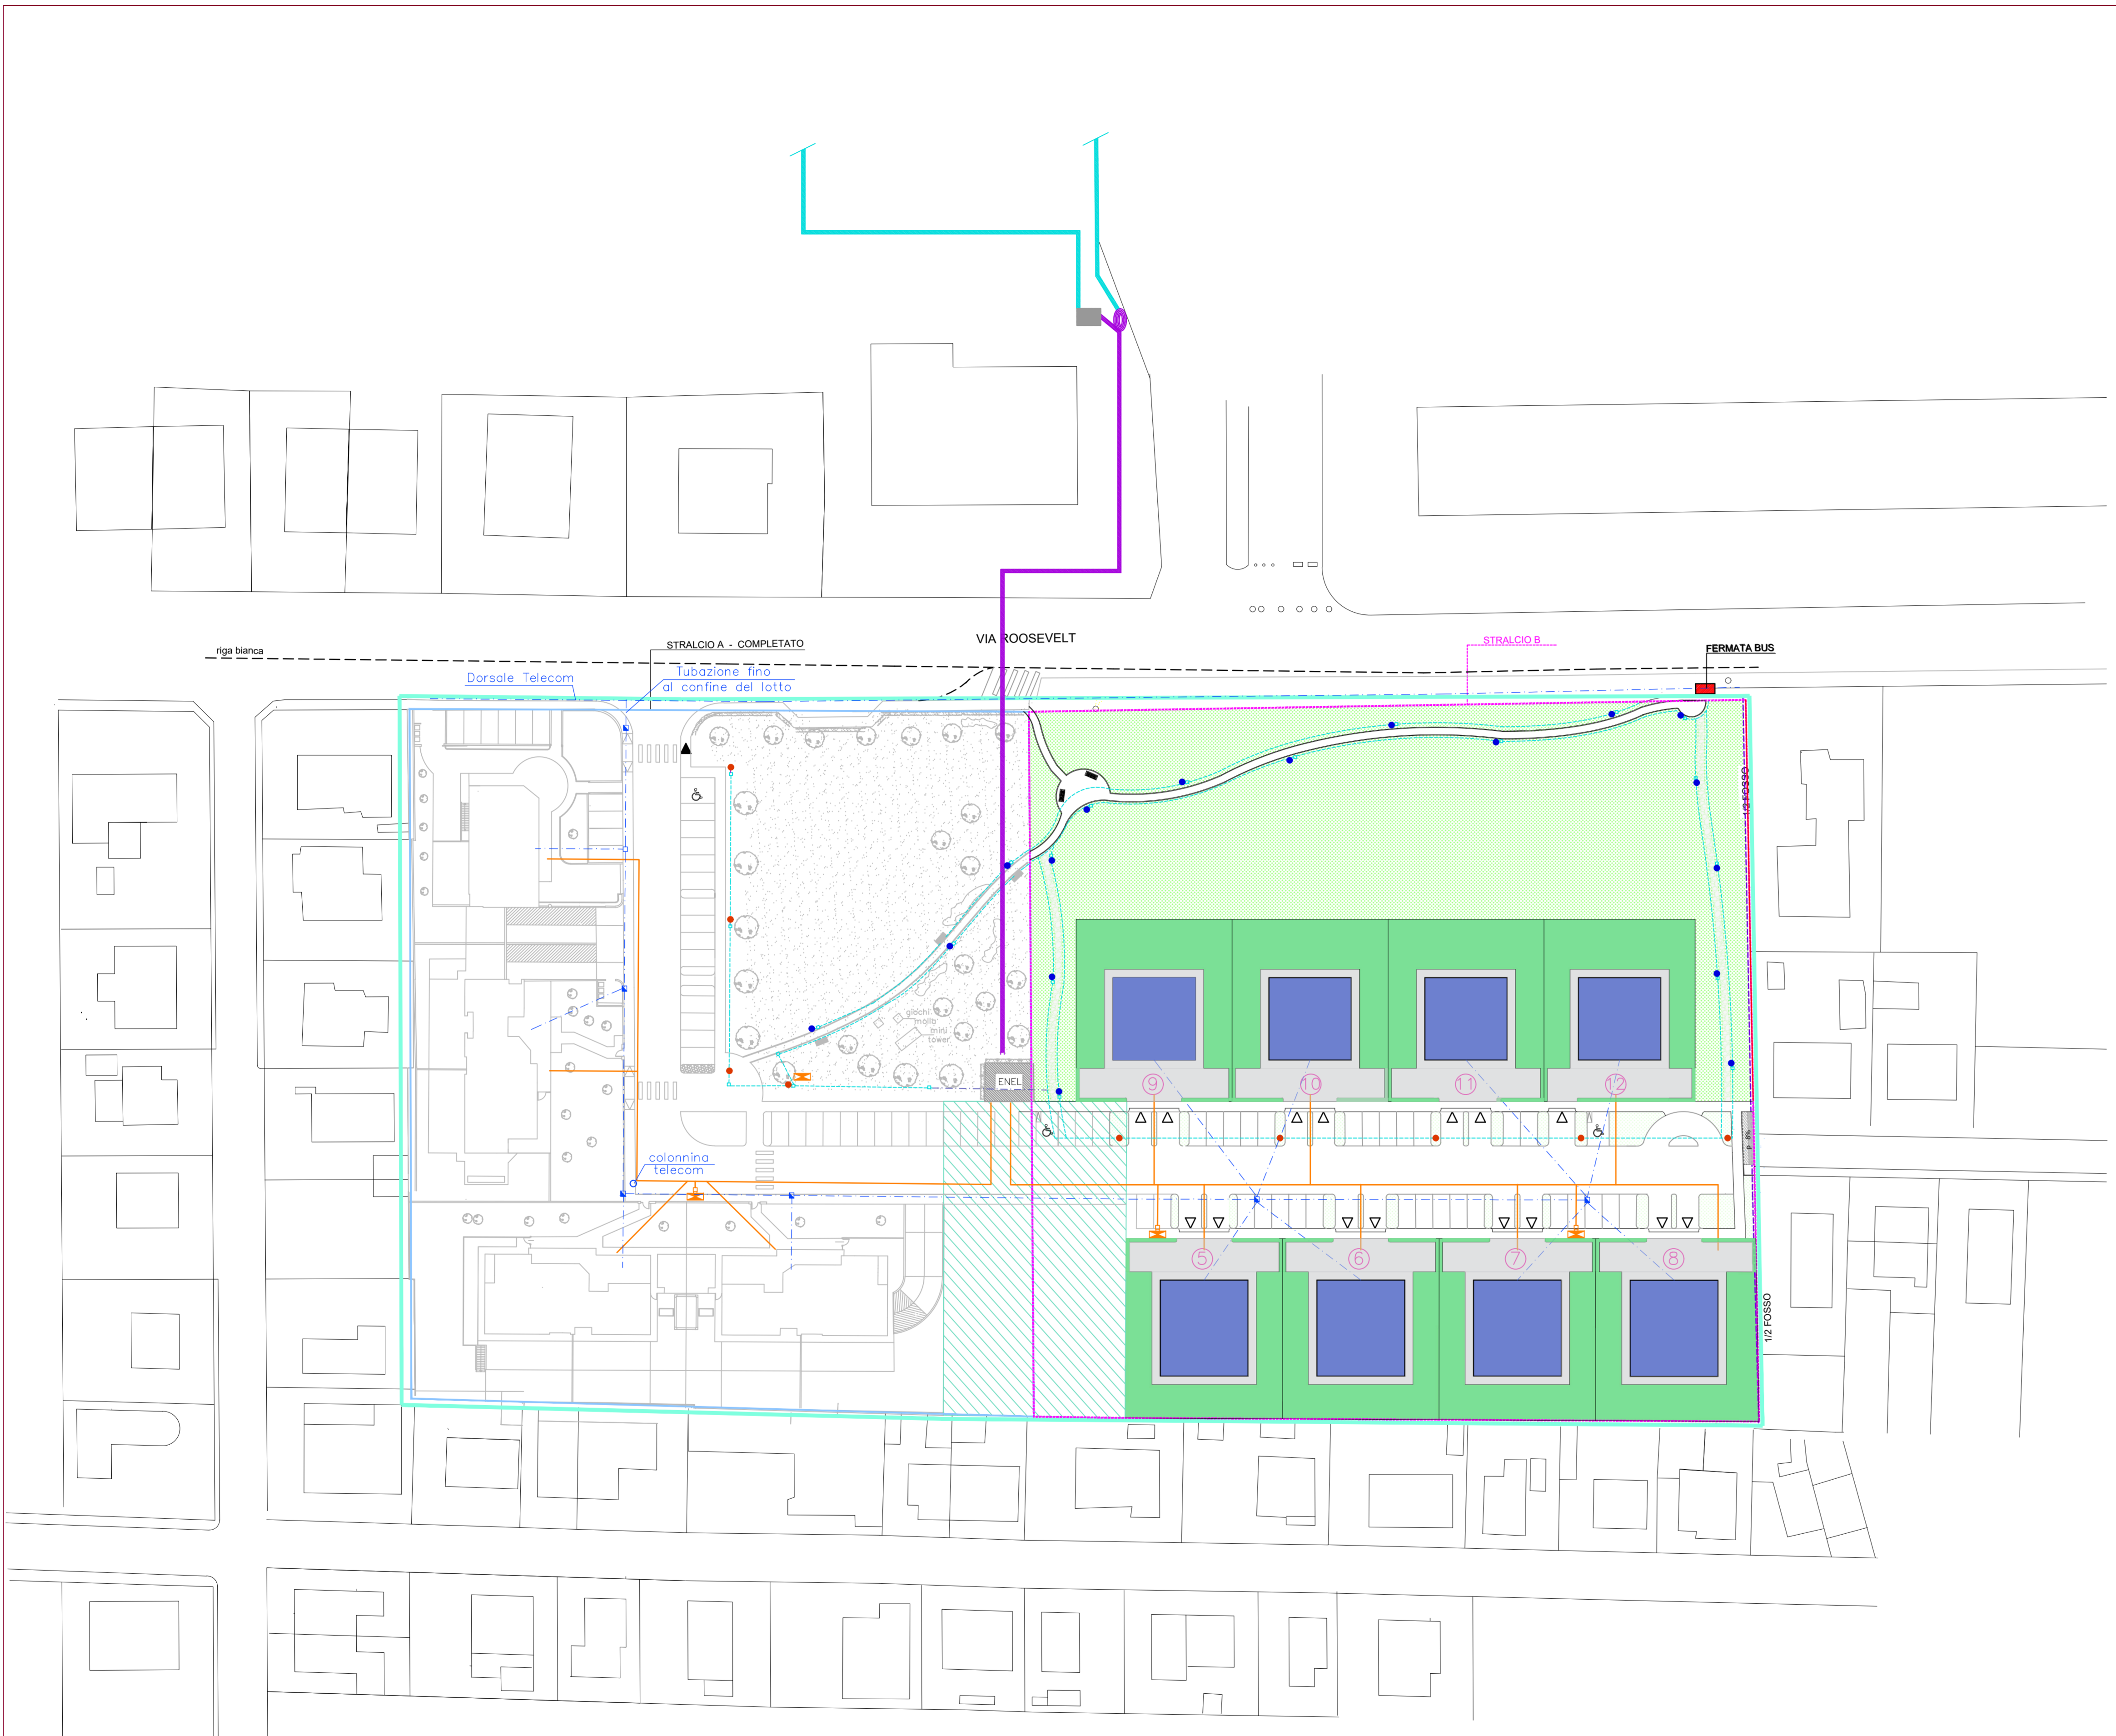 VIA ROOSEVELT
STRALCIO A - COMPLETATO
STRALCIO B
FERMATA BUS
riga bianca
Dorsale Telecom
Tubazione fino
al confine del lotto
1/2 FOSSO
giochi
molla
mini
tower
ENEL
9
10
11
12
p 8%
colonnina
telecom
5
6
7
8
1/2 FOSSO